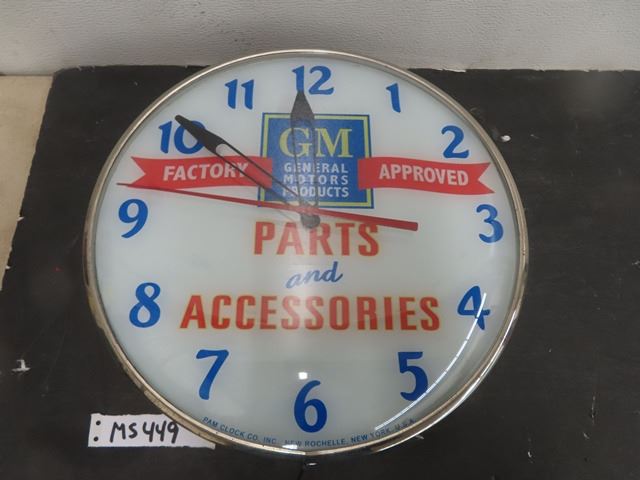 12
11
1
10
2
GM
GENERAL
MOTORS
PRODUCTS
FACTORY
APPROVED
9
3
PARTS
and
ACCESSORIES
8
4
7
5
6
PAM CLOCK CO. INC. NEW ROCHELLE, NEW YORK, U.S.A.
: MS449